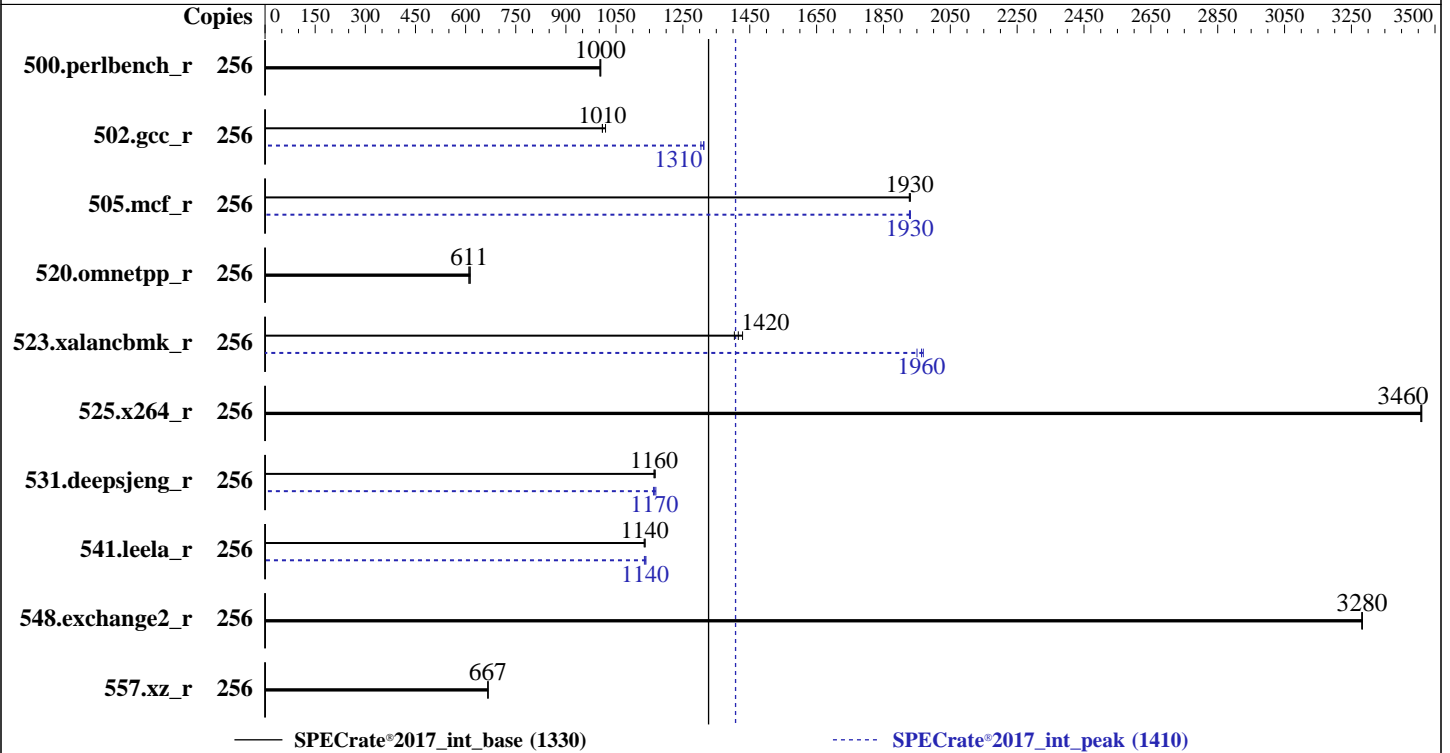 Copies 0 150 300 450 600 750 900 1050 1250 1450 1650 1850 2050 2250 2450 2650 2850 3050 3250 3500
1000
500.perlbench_r 256
1010
502.gcc_r 256
1310
1930
505.mcf_r 256
1930
611
520.omnetpp_r 256
1420
523.xalancbmk_r 256
1960
3460
525.x264_r 256
1160
531.deepsjeng_r 256
1170
1140
541.leela_r 256
1140
3280
548.exchange2_r 256
667
557.xz_r 256
SPECrate®2017_int_base (1330) SPECrate®2017_int_peak (1410)